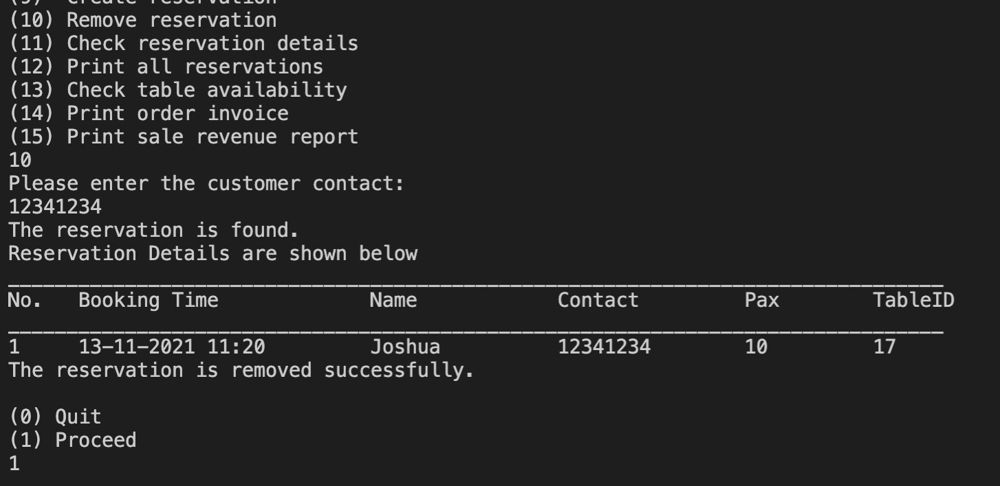 (10) Remove reservation
(11) Check reservation details
(12) Print all reservations
(13) Check table availability
(14) Print order invoice
(15) Print sale revenue report
10
Please enter the customer contact:
12341234
The reservation is found.
Reservation Details are shown below
No. Booking Time Name Contact Pax TableID
1 13-11-2021 11:20 Joshua 12341234 10 17
The reservation is removed successfully.
(0) Quit
(1) Proceed
1